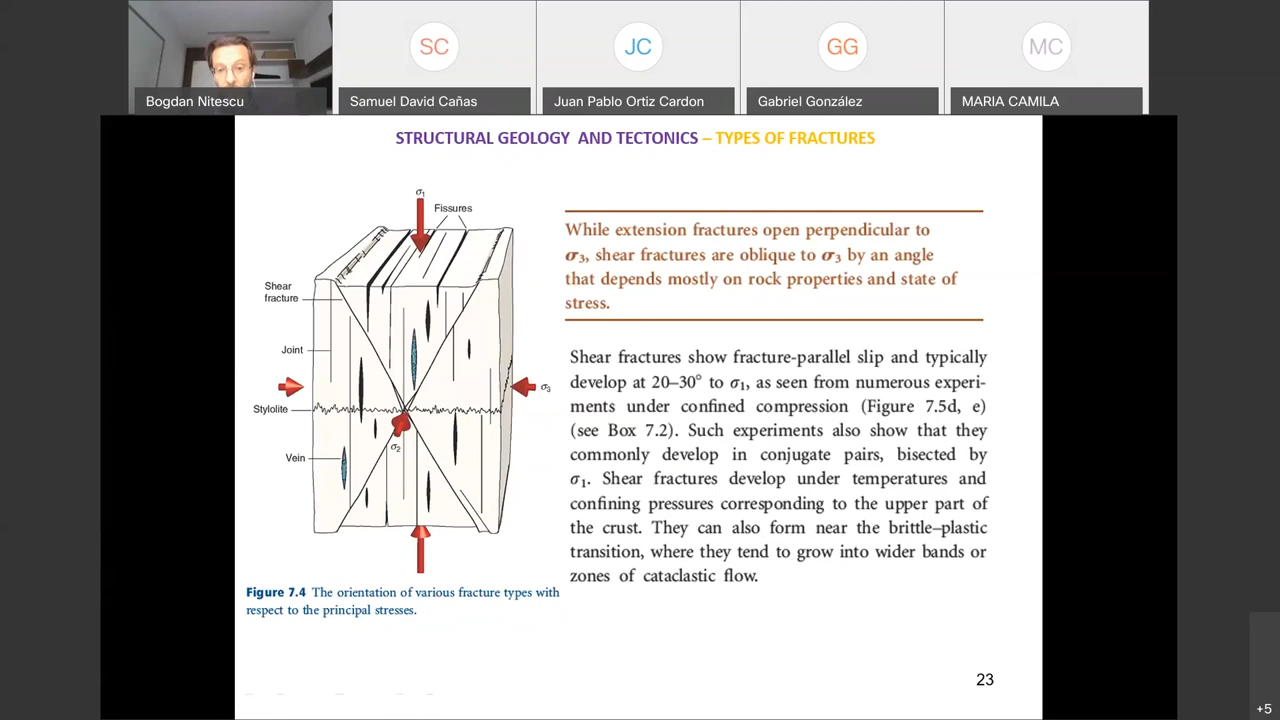 SC
JC
GG
MC
Bogdan Nitescu
Samuel David Cañas
Juan Pablo Ortiz Cardon
Gabriel González
MARIA CAMILA
STRUCTURAL GEOLOGY AND TECTONICS – TYPES OF FRACTURES
σ1
Fissures
Shear
fracture
Joint
σ3
Stylolite
σ2
Vein
Figure 7.4 The orientation of various fracture types with
respect to the principal stresses.
While extension fractures open perpendicular to
σ3, shear fractures are oblique to σ3 by an angle
that depends mostly on rock properties and state of
stress.
Shear fractures show fracture-parallel slip and typically
develop at 20–30° to σ1, as seen from numerous experi-
ments under confined compression (Figure 7.5d, e)
(see Box 7.2). Such experiments also show that they
commonly develop in conjugate pairs, bisected by
σ1. Shear fractures develop under temperatures and
confining pressures corresponding to the upper part of
the crust. They can also form near the brittle–plastic
transition, where they tend to grow into wider bands or
zones of cataclastic flow.
23
+5